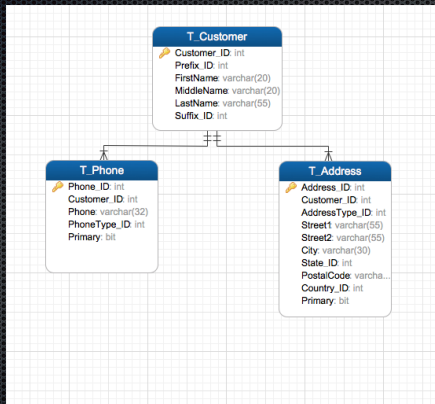 T_Customer
Customer_ID: int
Prefix_ID: int
FirstName: varchar(20)
MiddleName: varchar(20)
LastName: varchar(55)
Suffix_ID: int
T_Phone
Phone_ID: int
Customer_ID: int
Phone: varchar(32)
PhoneType_ID: int
Primary: bit
T_Address
Address_ID: int
Customer_ID: int
AddressType_ID: int
Street1: varchar(55)
Street2: varchar(55)
City: varchar(30)
State_ID: int
PostalCode: varcha...
Country_ID: int
Primary: bit